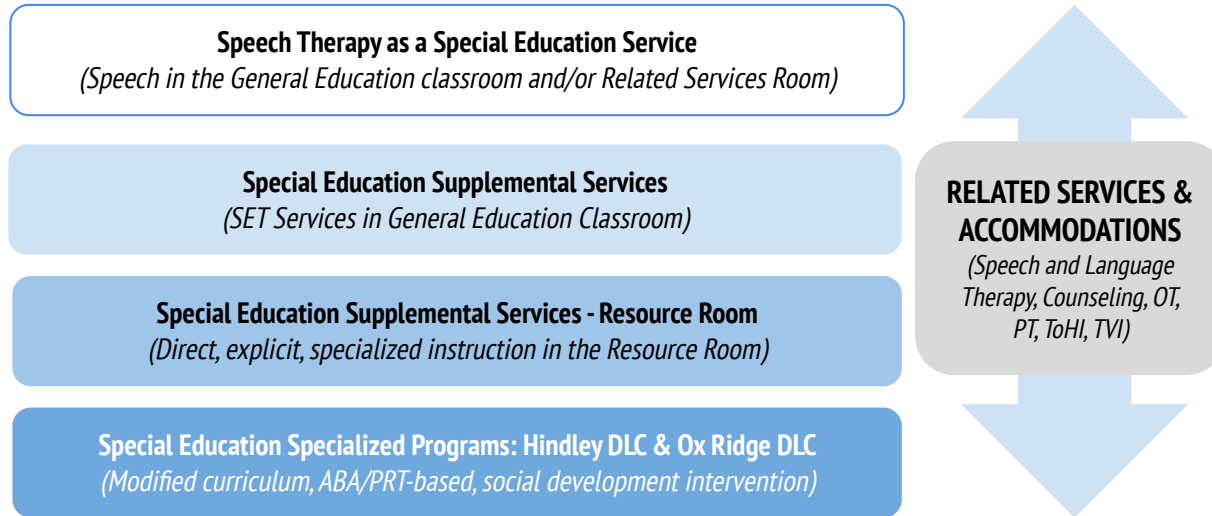 Speech Therapy as a Special Education Service
(Speech in the General Education classroom and/or Related Services Room)
Special Education Supplemental Services
(SET Services in General Education Classroom)
Special Education Supplemental Services - Resource Room
(Direct, explicit, specialized instruction in the Resource Room)
Special Education Specialized Programs: Hindley DLC & Ox Ridge DLC
(Modified curriculum, ABA/PRT-based, social development intervention)
RELATED SERVICES &
ACCOMMODATIONS
(Speech and Language
Therapy, Counseling, OT,
PT, ToHI, TVI)